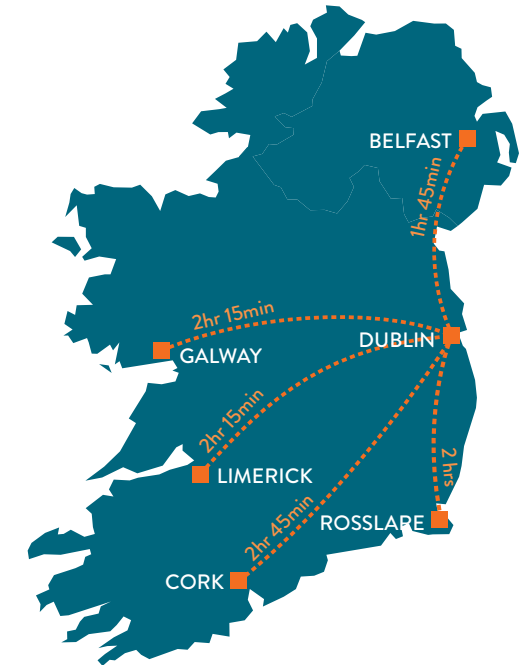 BELFAST
1hr 45min
2hr 15min
DUBLIN
GALWAY
2hr 15min
2 hrs
LIMERICK
2hr 45min
ROSSLARE
CORK